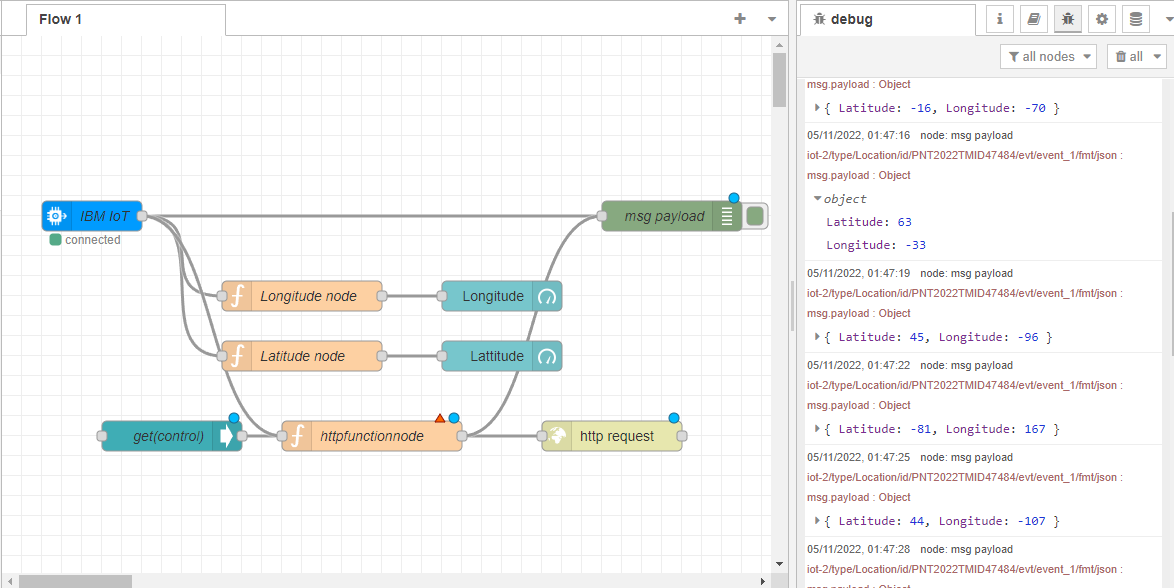 Flow 1
IBM IoT
connected
msg payload
Longitude node
Longitude
Latitude node
Lattitude
get(control)
httpfunctionnode
http request
debug
i
all nodes
all
msg.payload : Object
{ Latitude: -16, Longitude: -70 }
05/11/2022, 01:47:16 node: msg payload
iot-2/type/Location/id/PNT2022TMID47484/evt/event_1/fmt/json :
msg.payload : Object
object
Latitude: 63
Longitude: -33
05/11/2022, 01:47:19 node: msg payload
iot-2/type/Location/id/PNT2022TMID47484/evt/event_1/fmt/json :
msg.payload : Object
{ Latitude: 45, Longitude: -96 }
05/11/2022, 01:47:22 node: msg payload
iot-2/type/Location/id/PNT2022TMID47484/evt/event_1/fmt/json :
msg.payload : Object
{ Latitude: -81, Longitude: 167 }
05/11/2022, 01:47:25 node: msg payload
iot-2/type/Location/id/PNT2022TMID47484/evt/event_1/fmt/json :
msg.payload : Object
{ Latitude: 44, Longitude: -107 }
05/11/2022, 01:47:28 node: msg payload
iot-2/type/Location/id/PNT2022TMID47484/evt/event_1/fmt/json :
msg.payload : Object